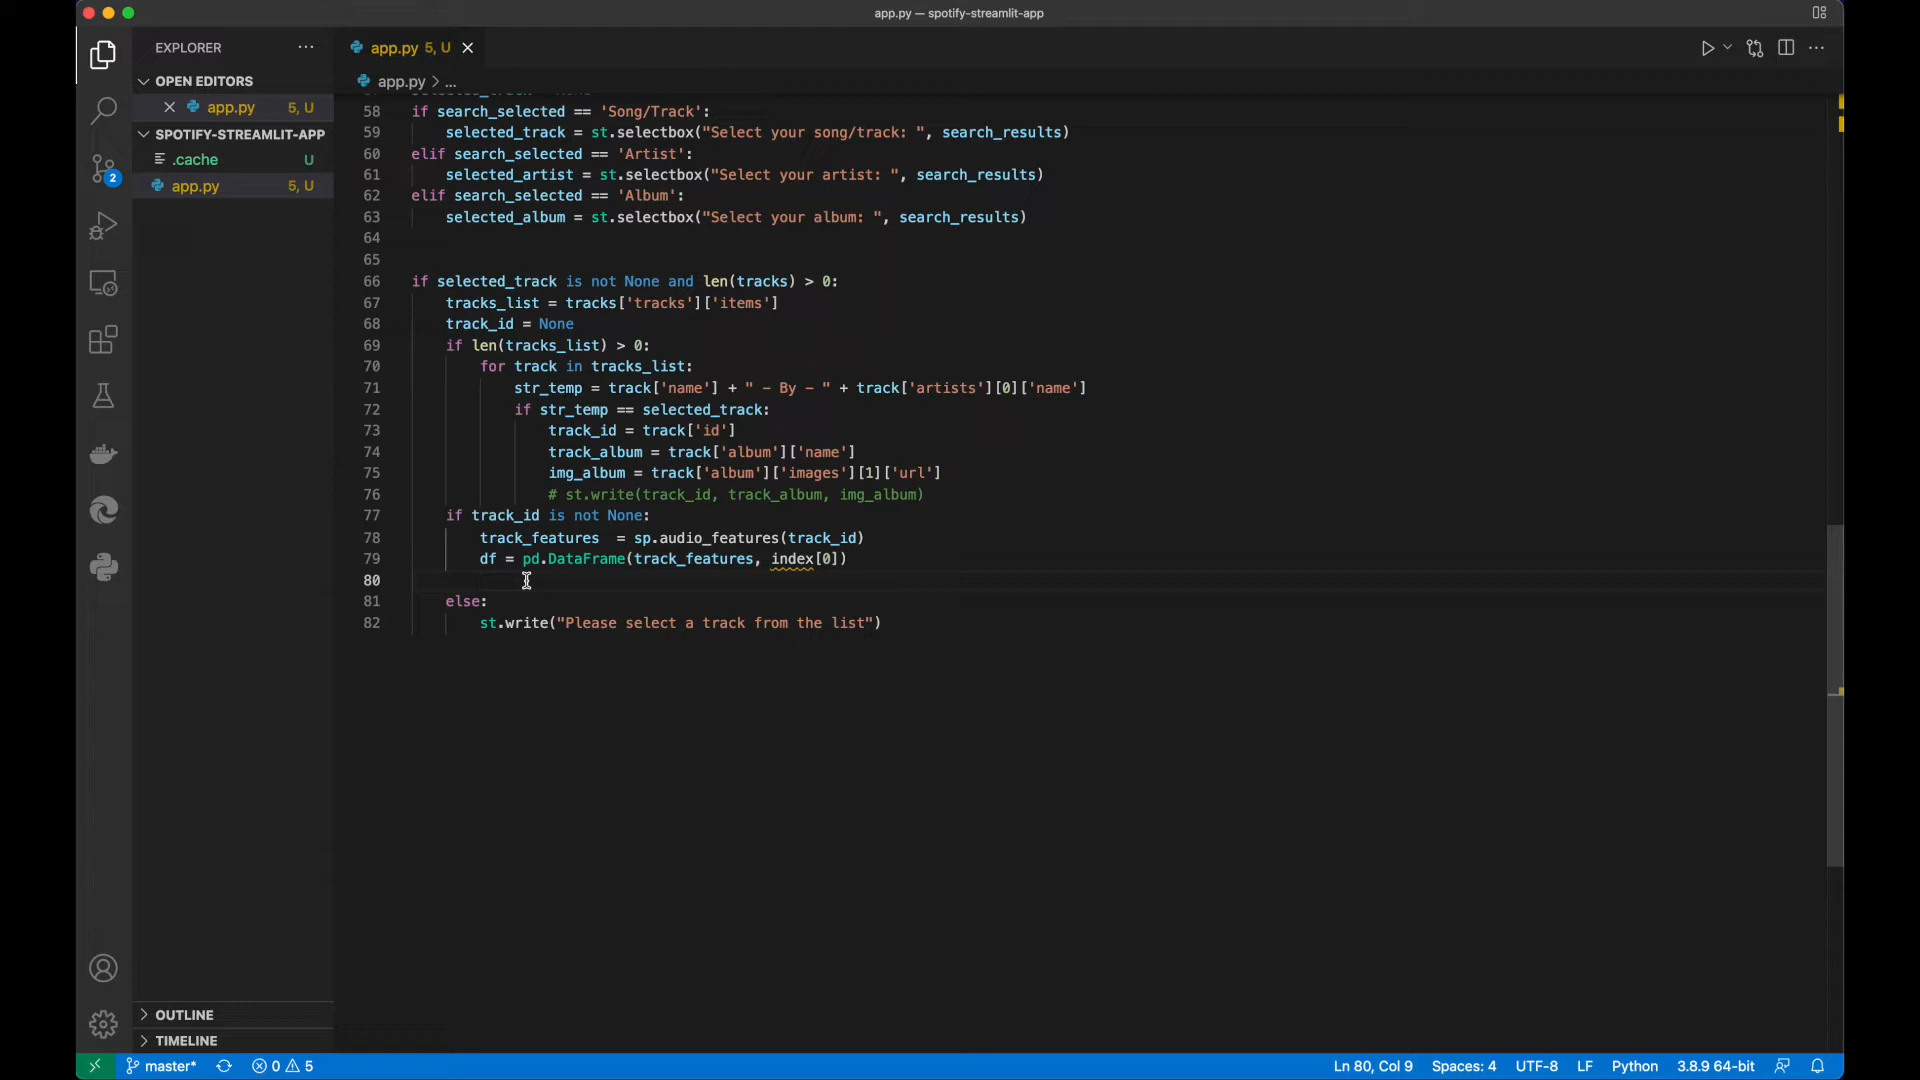 app.py — spotify-streamlit-app
EXPLORER
OPEN EDITORS
app.py 5, U
SPOTIFY-STREAMLIT-APP
.cache U
app.py 5, U
2
OUTLINE
TIMELINE
app.py 5, U
app.py > ...
58 if search_selected == 'Song/Track':
59 selected_track = st.selectbox("Select your song/track: ", search_results)
60 elif search_selected == 'Artist':
61 selected_artist = st.selectbox("Select your artist: ", search_results)
62 elif search_selected == 'Album':
63 selected_album = st.selectbox("Select your album: ", search_results)
64
65
66 if selected_track is not None and len(tracks) > 0:
67 tracks_list = tracks['tracks']['items']
68 track_id = None
69 if len(tracks_list) > 0:
70 for track in tracks_list:
71 str_temp = track['name'] + " - By - " + track['artists'][0]['name']
72 if str_temp == selected_track:
73 track_id = track['id']
74 track_album = track['album']['name']
75 img_album = track['album']['images'][1]['url']
76 # st.write(track_id, track_album, img_album)
77 if track_id is not None:
78 track_features  = sp.audio_features(track_id)
79 df = pd.DataFrame(track_features, index[0])
80
81 else:
82 st.write("Please select a track from the list")
master* 0 5 Ln 80, Col 9 Spaces: 4 UTF-8 LF Python 3.8.9 64-bit